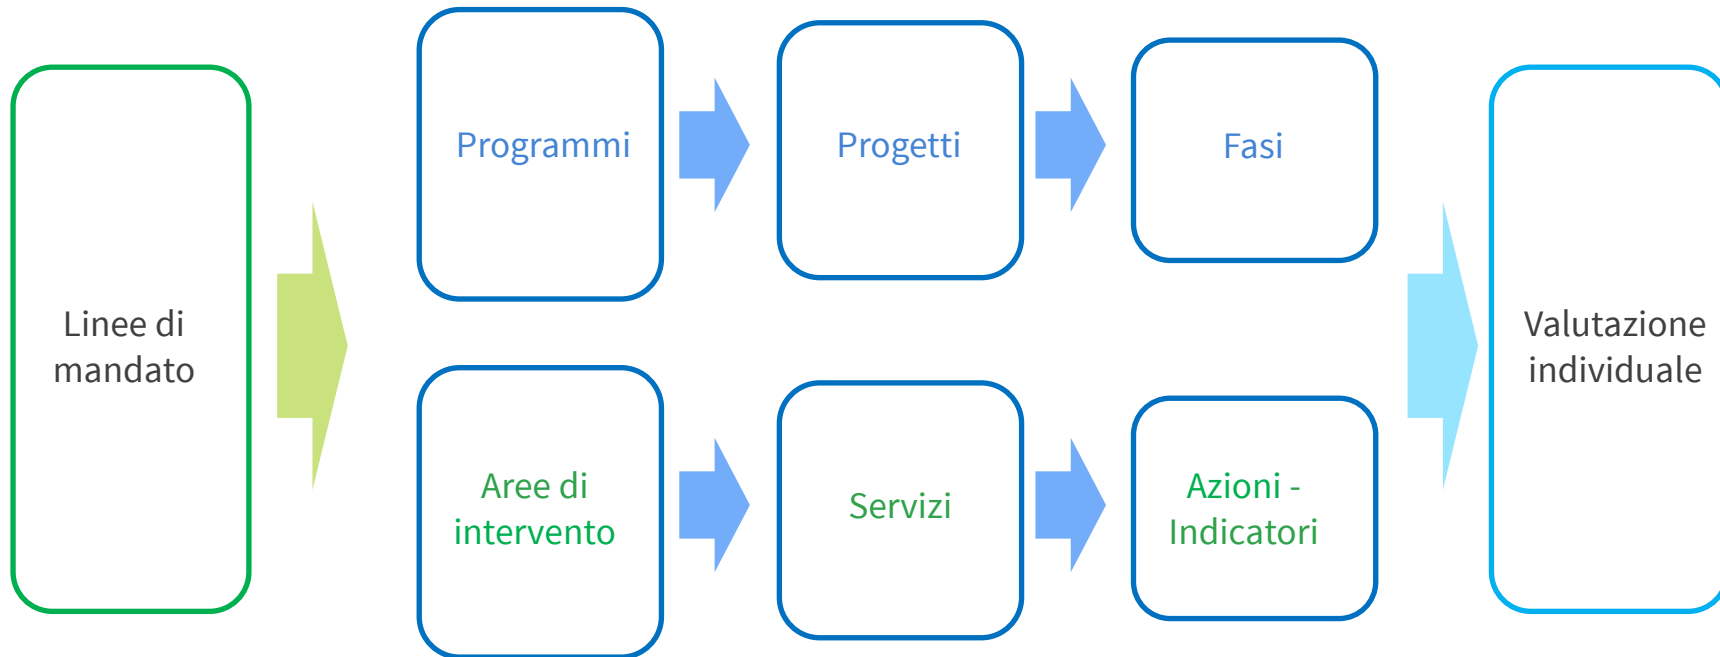 Linee di
mandato
Programmi
Progetti
Fasi
Aree di
intervento
Servizi
Azioni -
Indicatori
Valutazione
individuale